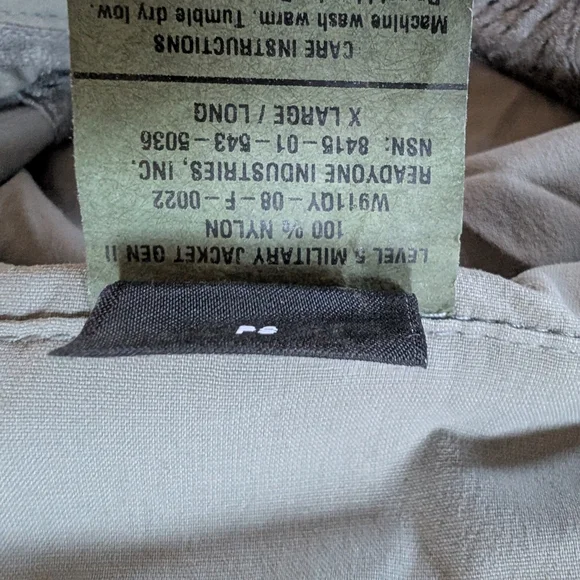 LEVEL 5 MILITARY JACKET GEN II
100 % NYLON
W911QY-08-F-0022
READYONE INDUSTRIES, INC.
NSN: 8415-01-543-5036
X LARGE / LONG
CARE INSTRUCTIONS
Machine wash warm. Tumble dry low.